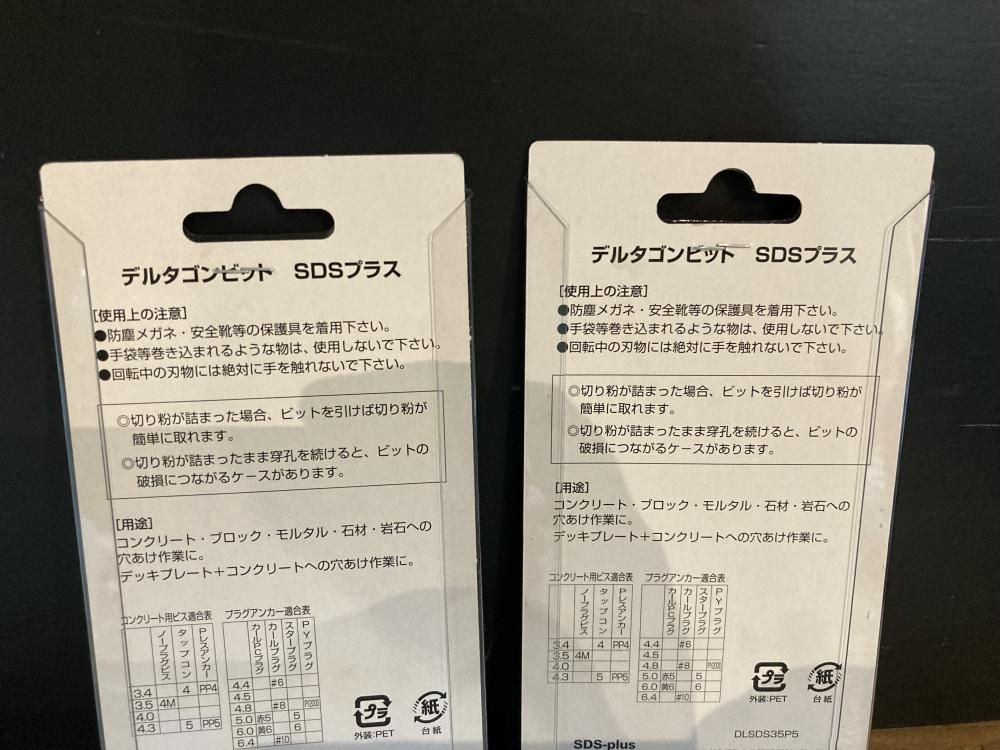 デルタゴンビット SDSプラス
[使用上の注意]
●防塵メガネ・安全靴等の保護具を着用下さい。
●手袋等巻き込まれるような物は、使用しないで下さい。
●回転中の刃物には絶対に手を触れないで下さい。
◎切り粉が詰まった場合、ビットを引けば切り粉が
簡単に取れます。
◎切り粉が詰まったまま穿孔を続けると、ビットの
破損につながるケースがあります。
[用途]
コンクリート・ブロック・モルタル・石材・岩石への
穴あけ作業に。
デッキプレート＋コンクリートへの穴あけ作業に。
コンクリート用ビス適合表
ノープラグビス タップコン Pレスアンカー
3.4 4 PP4
3.5 4M
4.0
4.3 5 PP5
プラグアンカー適合表
カールPCプラグ カールプラグ スタープラグ PYプラグ
4.4 #6
4.5
4.8 #8 PY2000
5.0 赤5 5
6.0 黄6 6
6.4 #10
プラ
外装:PET
紙
台紙
デルタゴンビット SDSプラス
[使用上の注意]
●防塵メガネ・安全靴等の保護具を着用下さい。
●手袋等巻き込まれるような物は、使用しないで下さい。
●回転中の刃物には絶対に手を触れないで下さい。
◎切り粉が詰まった場合、ビットを引けば切り粉が
簡単に取れます。
◎切り粉が詰まったまま穿孔を続けると、ビットの
破損につながるケースがあります。
[用途]
コンクリート・ブロック・モルタル・石材・岩石への
穴あけ作業に。
デッキプレート＋コンクリートへの穴あけ作業に。
コンクリート用ビス適合表
ノープラグビス タップコン Pレスアンカー
3.4 4 PP4
3.5 4M
4.0
4.3 5 PP5
プラグアンカー適合表
カールPCプラグ カールプラグ スタープラグ PYプラグ
4.4 #6
4.5
4.8 #8 PY2000
5.0 赤5 5
6.0 黄6 6
6.4 #10
プラ
外装:PET
紙
台紙
DLSDS35P5
SDS-plus